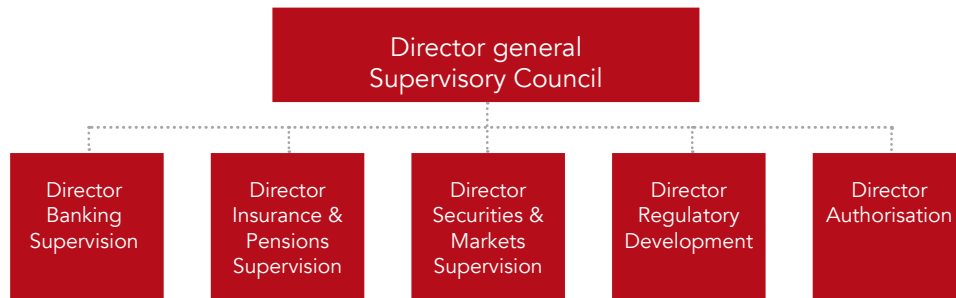 Director general
Supervisory Council
Director
Banking
Supervision
Director
Insurance &
Pensions
Supervision
Director
Securities &
Markets
Supervision
Director
Regulatory
Development
Director
Authorisation